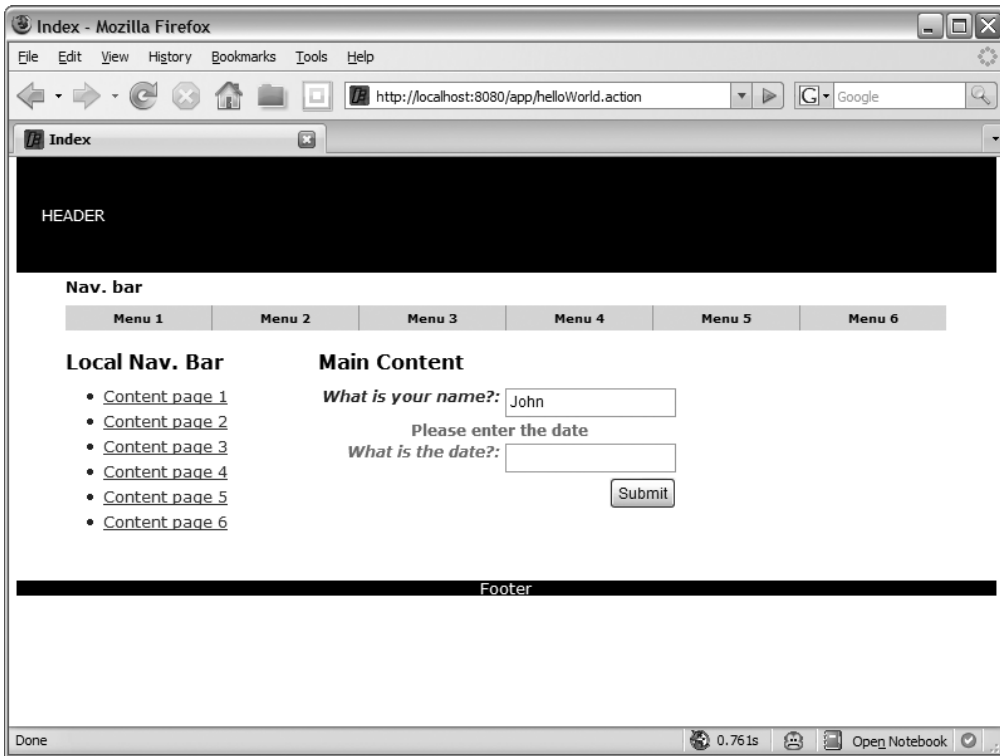 Index - Mozilla Firefox
File Edit View History Bookmarks Tools Help
http://localhost:8080/app/helloWorld.action
G Google
Index
HEADER
Nav. bar
Menu 1 Menu 2 Menu 3 Menu 4 Menu 5 Menu 6
Local Nav. Bar
Content page 1
Content page 2
Content page 3
Content page 4
Content page 5
Content page 6
Main Content
What is your name?: John
Please enter the date
What is the date?:
Submit
Footer
Done 0.761s Open Notebook